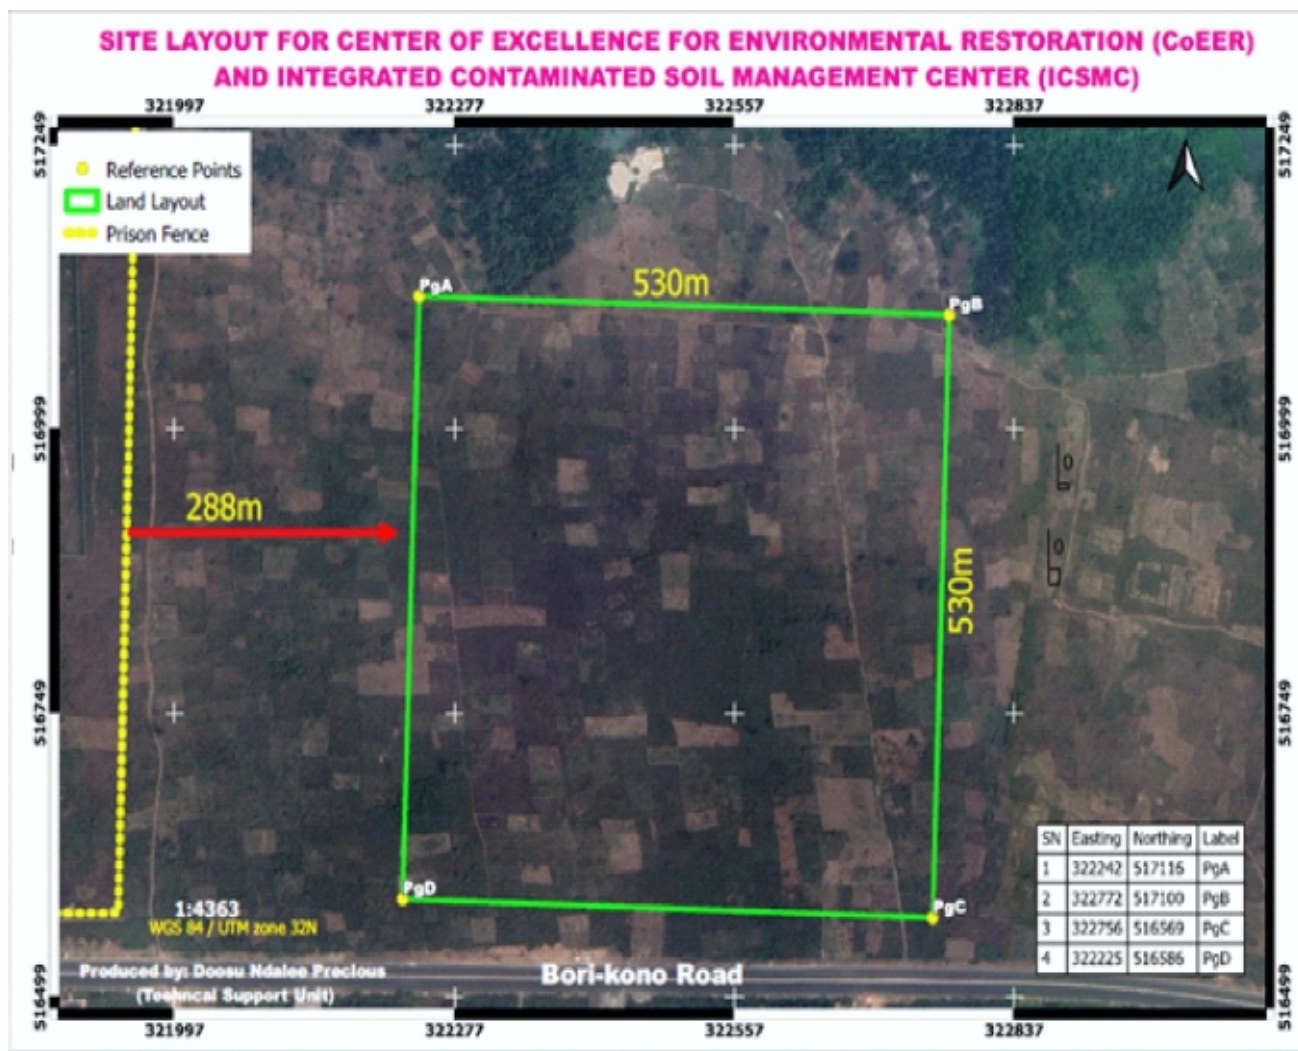 SITE LAYOUT FOR CENTER OF EXCELLENCE FOR ENVIRONMENTAL RESTORATION (CoEER)
AND INTEGRATED CONTAMINATED SOIL MANAGEMENT CENTER (ICSMC)
321997 322277 322557 322837
517249 517249
Reference Points
Land Layout
Prison Fence
PgA 530m PgB
516999 516999
288m
530m
516749 516749
SN Easting Northing Label
1 322242 517116 PgA
2 322772 517100 PgB
3 322756 516569 PgC
4 322225 516586 PgD
PgD
PgC
1:4363
WGS 84 / UTM zone 32N
Produced by: Doosu Ndalee Precious
(Techncal Support Unit)
Bori-kono Road
516499 516499
321997 322277 322557 322837